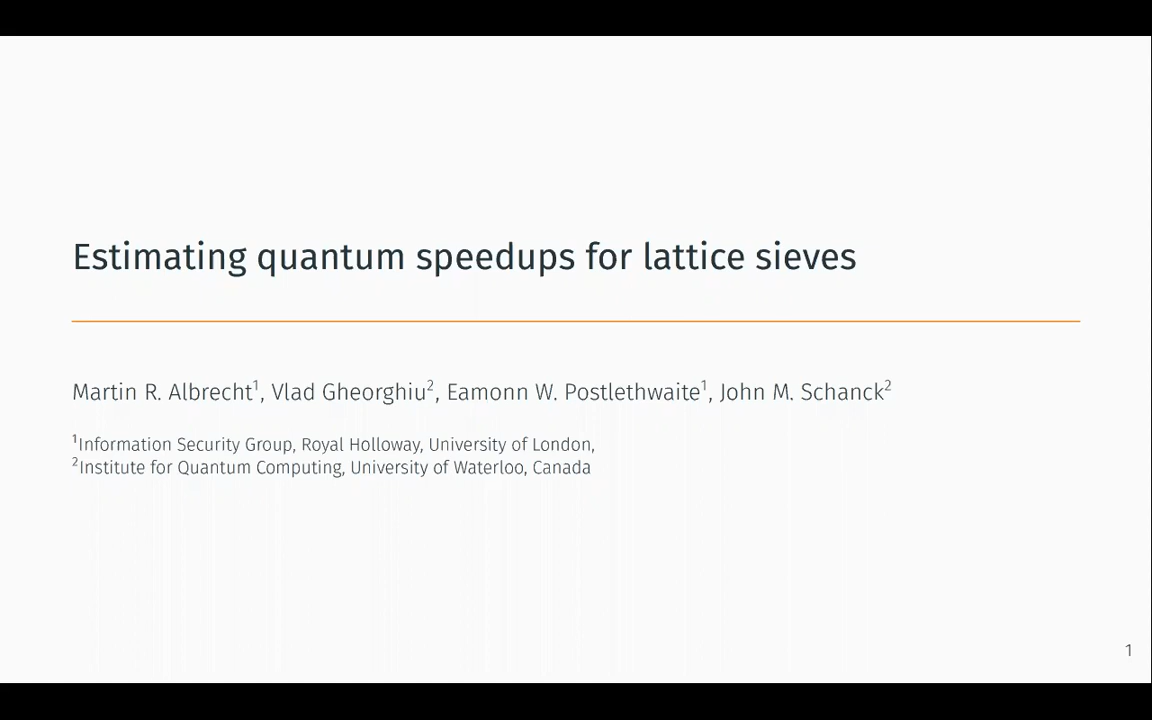 Estimating quantum speedups for lattice sieves
Martin R. Albrecht¹, Vlad Gheorghiu², Eamonn W. Postlethwaite¹, John M. Schanck²
¹Information Security Group, Royal Holloway, University of London,
²Institute for Quantum Computing, University of Waterloo, Canada
1